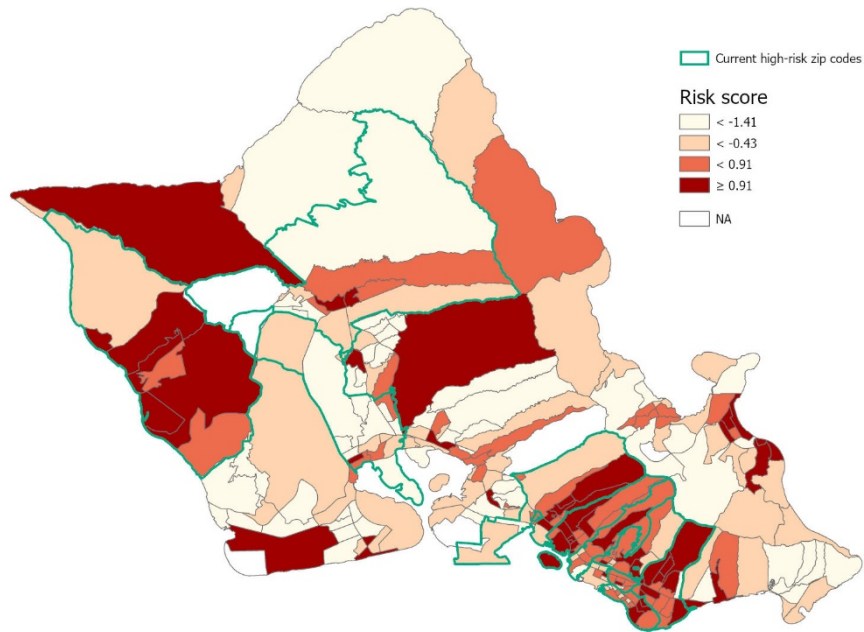 Current high-risk zip codes
Risk score
< -1.41
< -0.43
< 0.91
≥ 0.91
NA